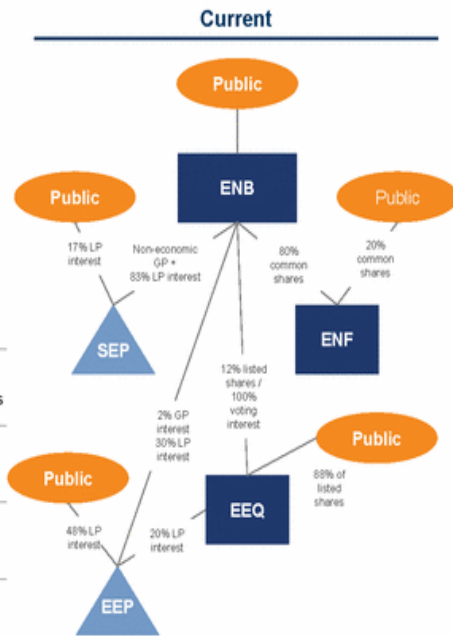 Current
Public
Public
ENB
Public
17% LP
interest
Non-economic
GP +
83% LP interest
80%
common
shares
20%
common
shares
SEP
ENF
s
12% listed
shares /
100%
voting
interest
2% GP
interest
30% LP
interest
Public
Public
88% of
listed
shares
EEQ
48% LP
interest
20% LP
interest
EEP